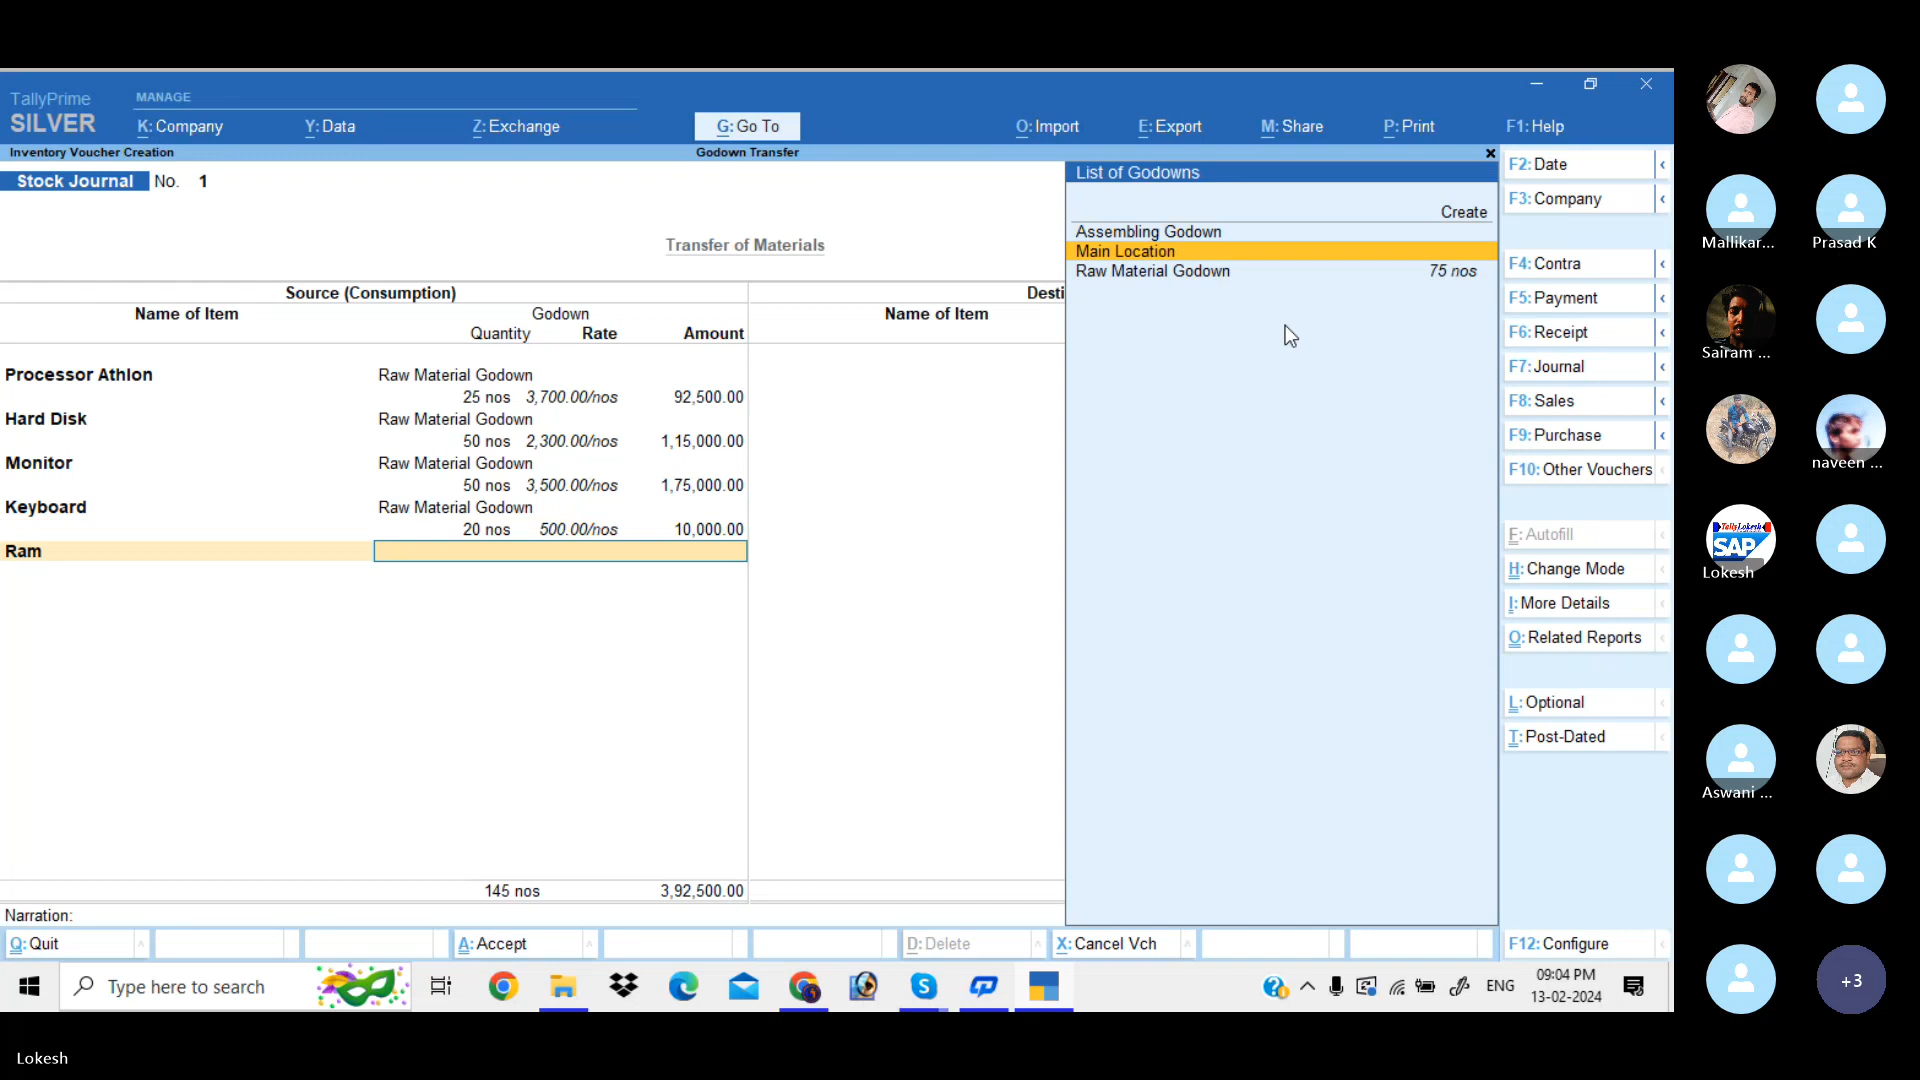 TallyPrime
SILVER
MANAGE
K: Company
Y: Data
Z: Exchange
G: Go To
O: Import
E: Export
M: Share
P: Print
F1: Help
Inventory Voucher Creation
Godown Transfer
Stock Journal No. 1
Transfer of Materials
Source (Consumption)
Desti
Name of Item
Godown
Name of Item
Quantity Rate Amount
Processor Athlon Raw Material Godown
25 nos 3,700.00/nos 92,500.00
Hard Disk Raw Material Godown
50 nos 2,300.00/nos 1,15,000.00
Monitor Raw Material Godown
50 nos 3,500.00/nos 1,75,000.00
Keyboard Raw Material Godown
20 nos 500.00/nos 10,000.00
Ram
145 nos 3,92,500.00
Narration:
List of Godowns
Create
Assembling Godown
Main Location
Raw Material Godown 75 nos
F2: Date
F3: Company
F4: Contra
F5: Payment
F6: Receipt
F7: Journal
F8: Sales
F9: Purchase
F10: Other Vouchers
F: Autofill
H: Change Mode
I: More Details
O: Related Reports
L: Optional
T: Post-Dated
F12: Configure
Q: Quit
A: Accept
D: Delete
X: Cancel Vch
Type here to search
ENG
09:04 PM
13-02-2024
Mallikar...
Prasad K
Sairam ...
naveen ...
TallyLokesh
SAP
Lokesh
Aswani ...
+3
Lokesh